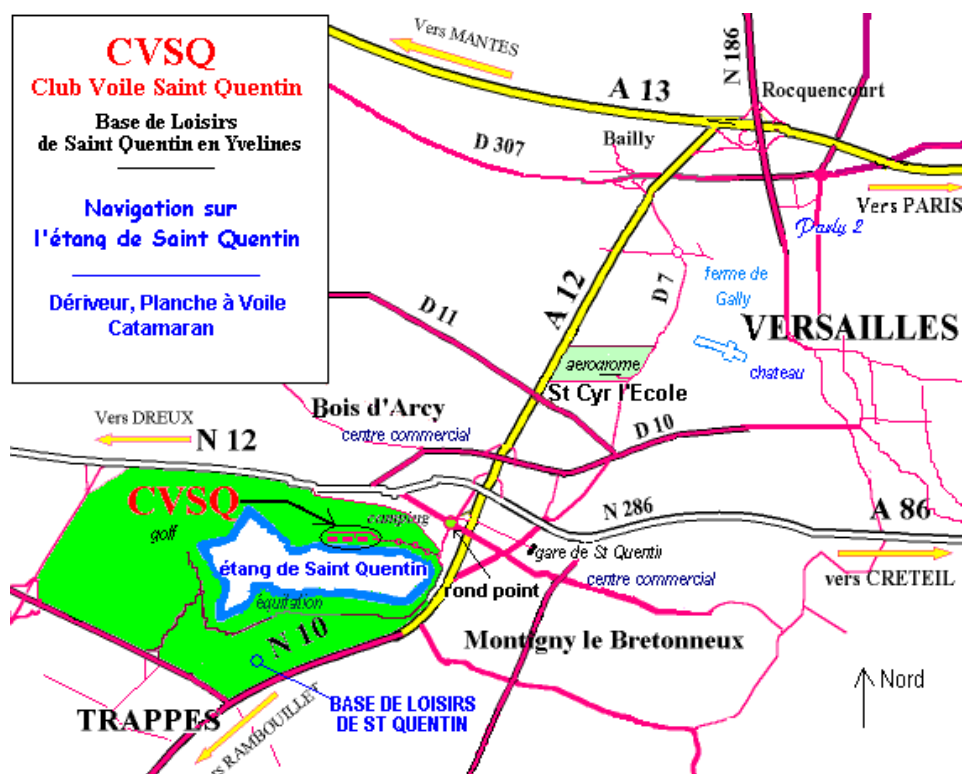 CVSQ
Club Voile Saint Quentin
Base de Loisirs
de Saint Quentin en Yvelines
Navigation sur
l'étang de Saint Quentin
Dériveur, Planche à Voile
Catamaran
Vers MANTES
A 13
N 186
Rocquencourt
D 307
Bailly
Vers PARIS
Parly 2
A 12
D 7
ferme de
Gally
D 11
VERSAILLES
aerodrome
chateau
St Cyr l'Ecole
Bois d'Arcy
Vers DREUX
centre commercial
D 10
N 12
CVSQ
camping
N 286
A 86
golf
gare de St Quentin
étang de Saint Quentin
centre commercial
vers CRETEIL
rond point
équitation
N 10
Montigny le Bretonneux
Nord
BASE DE LOISIRS
DE ST QUENTIN
TRAPPES
vers RAMBOUILLET